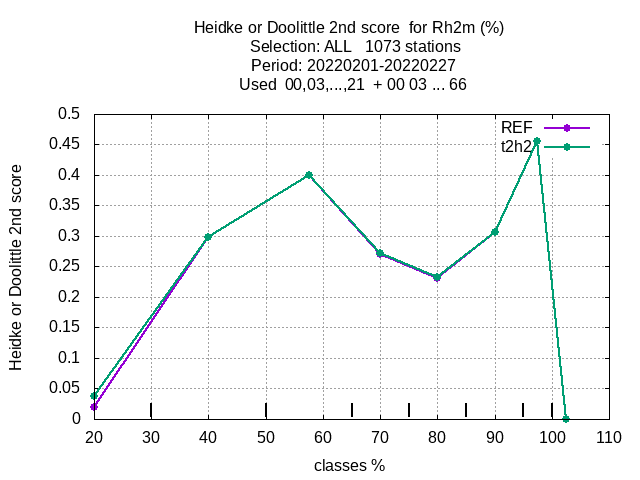 Heidke or Doolittle 2nd score  for Rh2m (%)
Selection: ALL   1073 stations
Period: 20220201-20220227
Used  00,03,...,21  + 00 03 ... 66
REF
t2h2
0.5
0.45
0.4
0.35
0.3
0.25
0.2
0.15
0.1
0.05
0
Heidke or Doolittle 2nd score
20 30 40 50 60 70 80 90 100 110
classes %